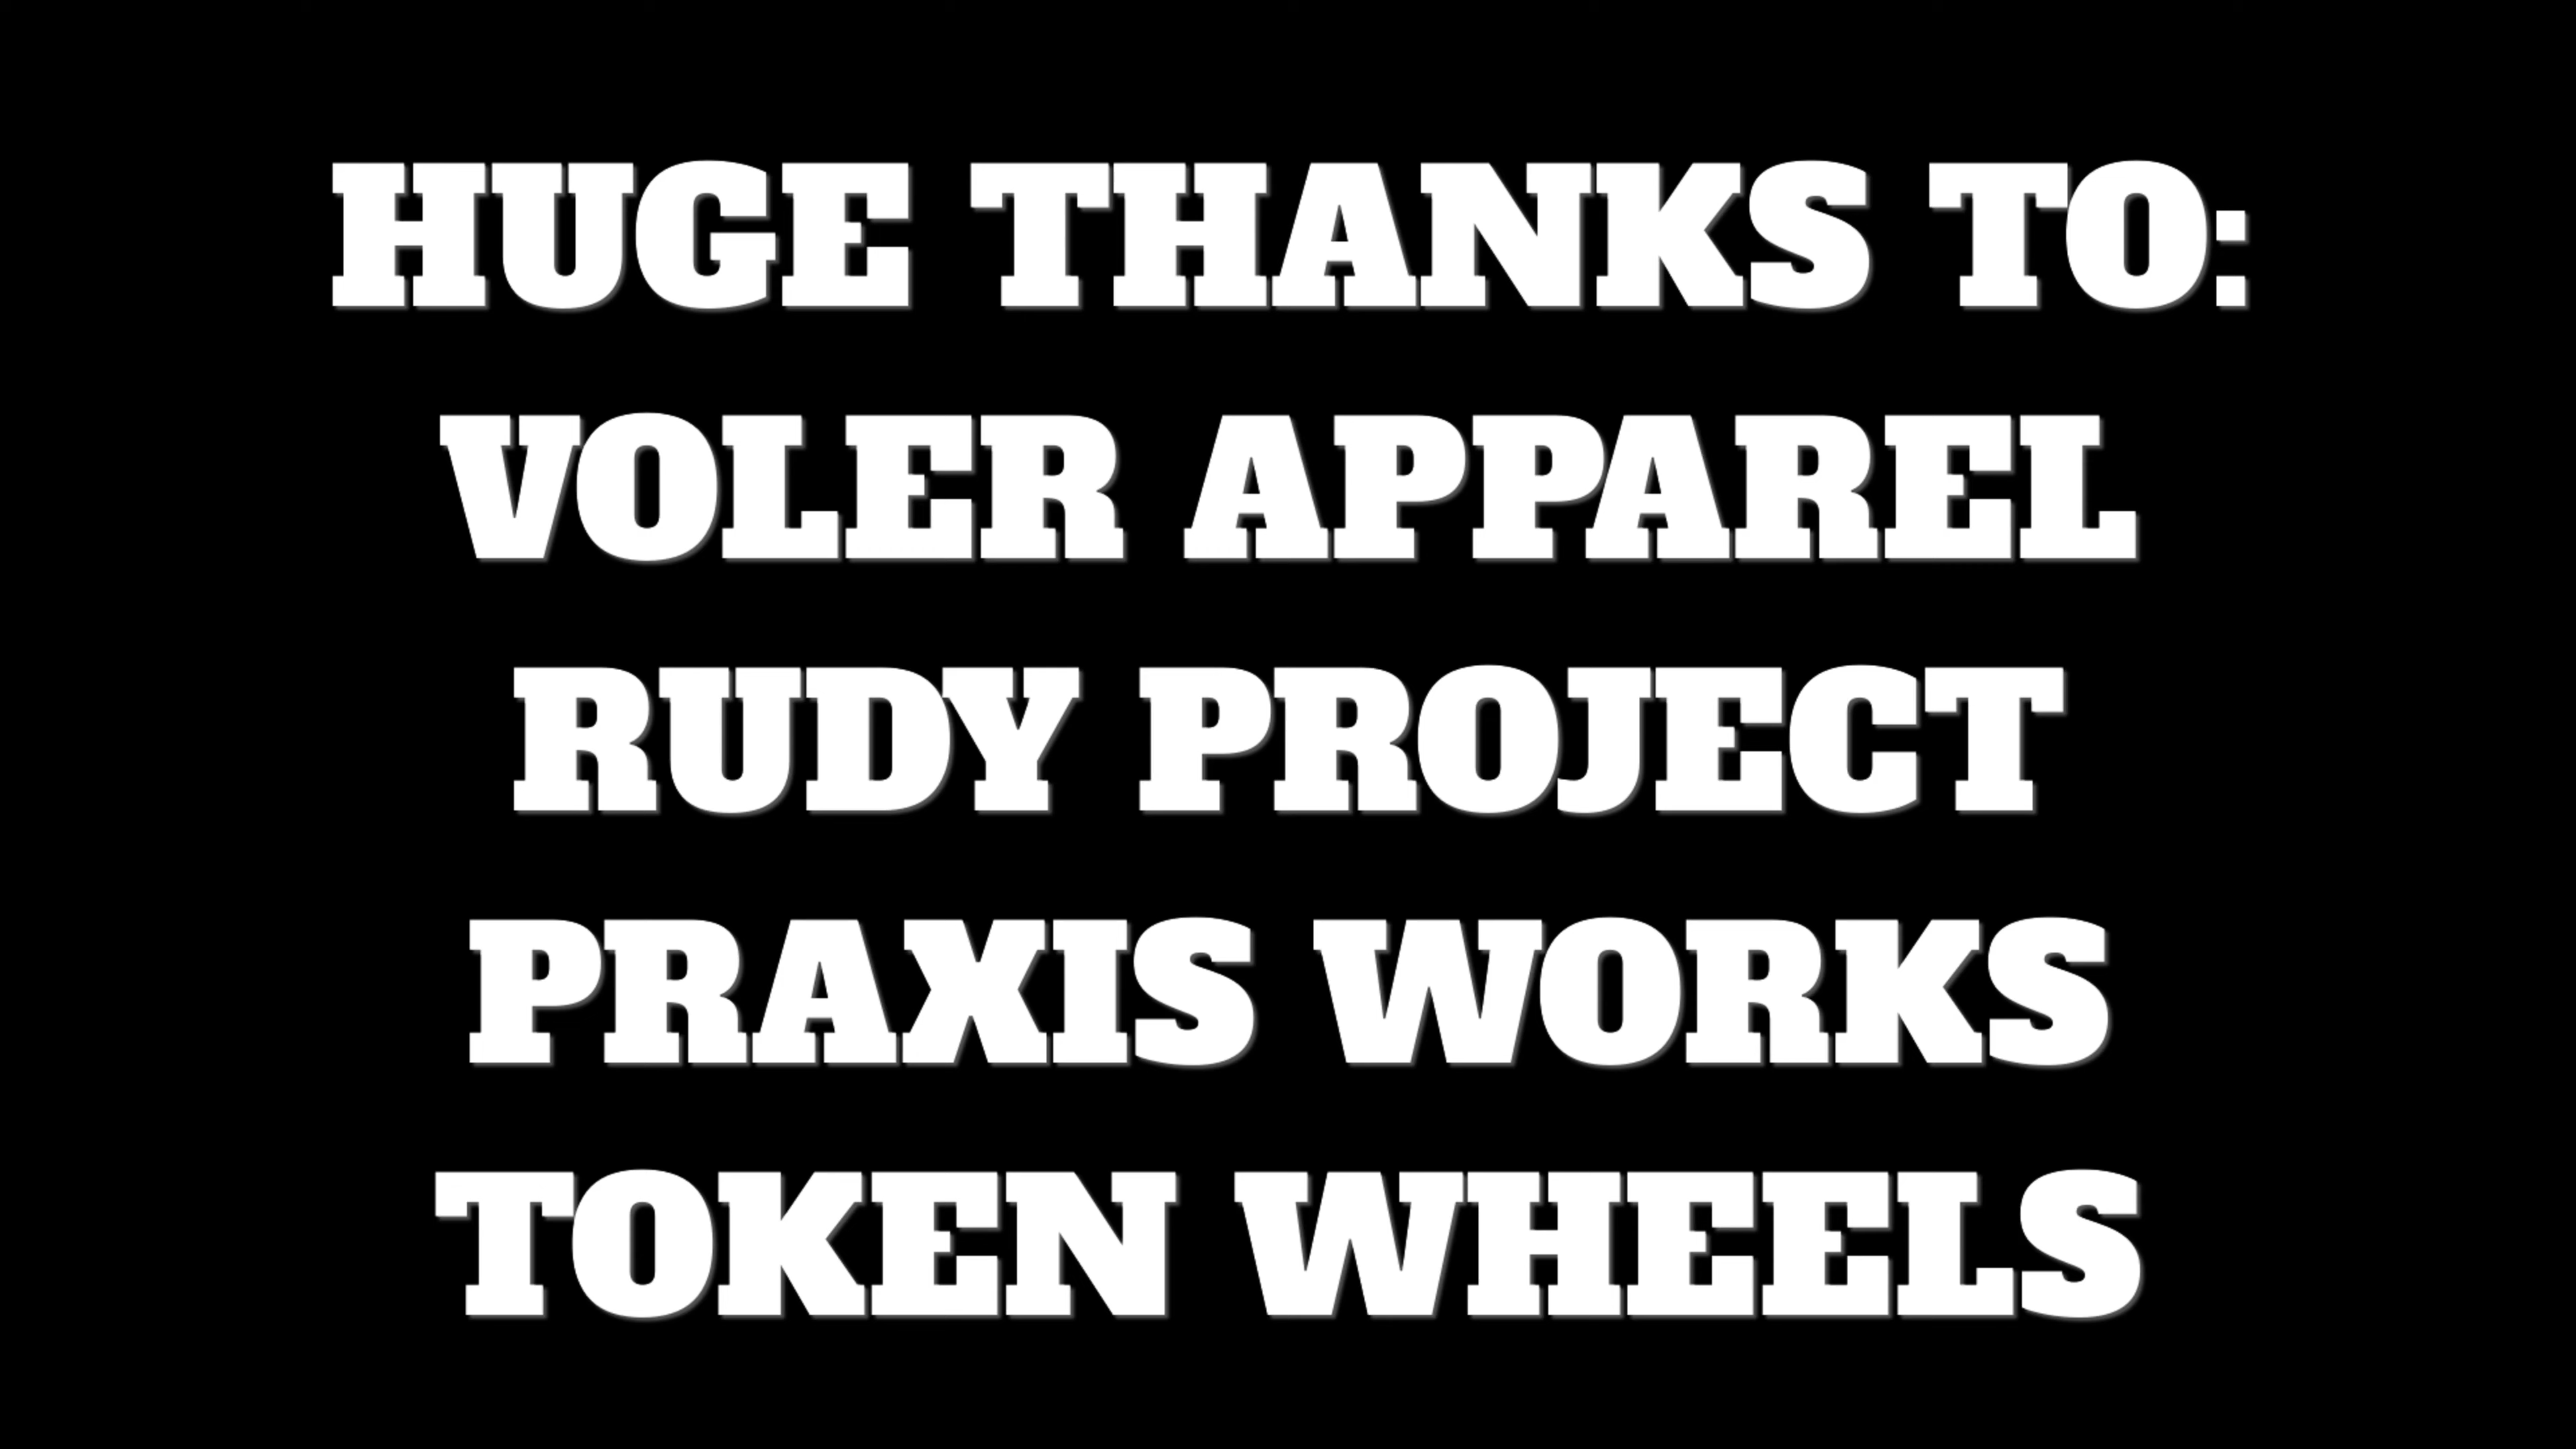 HUGE THANKS TO:
VOLER APPAREL
RUDY PROJECT
PRAXIS WORKS
TOKEN WHEELS